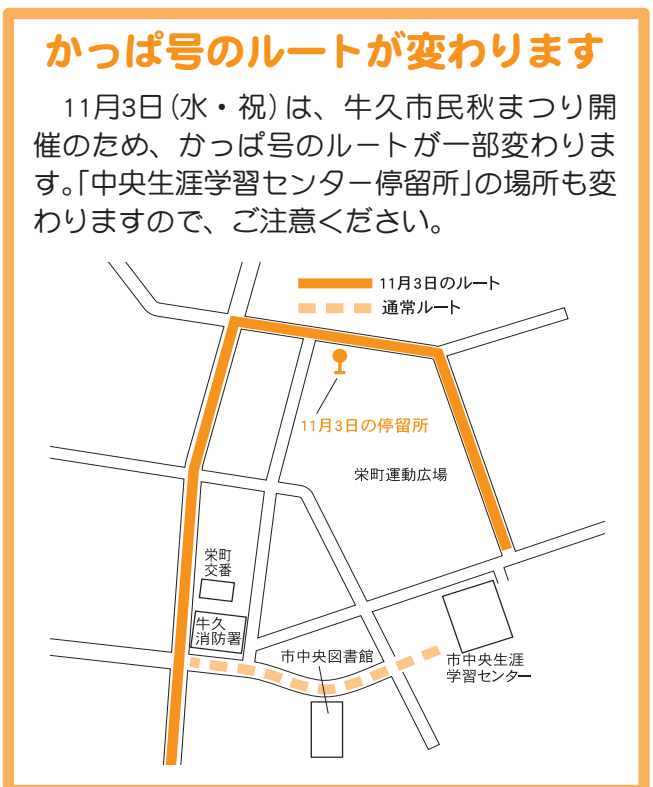 かっぱ号のルートが変わります
　11月3日(水・祝)は、牛久市民秋まつり開
催のため、かっぱ号のルートが一部変わりま
す。「中央生涯学習センター停留所」の場所も変
わりますので、ご注意ください。
11月3日のルート
通常ルート
11月3日の停留所
栄町運動広場
栄町
交番
牛久
消防署
市中央図書館
市中央生涯
学習センター